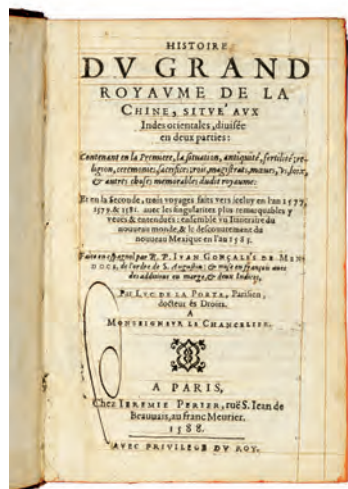 HISTOIRE
DV GRAND
ROYAVME DE LA
CHINE, SITVE' AVX
Indes orientales, diuisée
en deux parties:
Contenant en la Premiere, la situation, antiquité, fertilité, re-
ligion, ceremonies, sacrifices, rois, magistrats, mœurs, vs, loix,
& autres choses memorables dudit royaume:
Et en la Seconde, trois voyages faits vers iceluy en l'an 1577,
1579. & 1581. auec les singularitez plus remarquables y
veuës & entenduës: ensemble vn Itineraire du
nouueau monde, & le descouurement du
nouueau Mexique en l'an 1583.
Faite en espagnol par R. P. IVAN GONÇALES DE MEN-
DOCE, de l'ordre de S. Augustin: & mise en françois auec
des additions en marge, & deux Indices,
Par LVC DE LA PORTE, Parisien,
docteur és Droits.
A
MONSEIGNEVR LE CHANCELIER.
A PARIS,
Chez IEREMIE PERIER, ruë S. Iean de
Beauuais, au franc Meurier.
1588.
AVEC PRIVILEGE DV ROY.